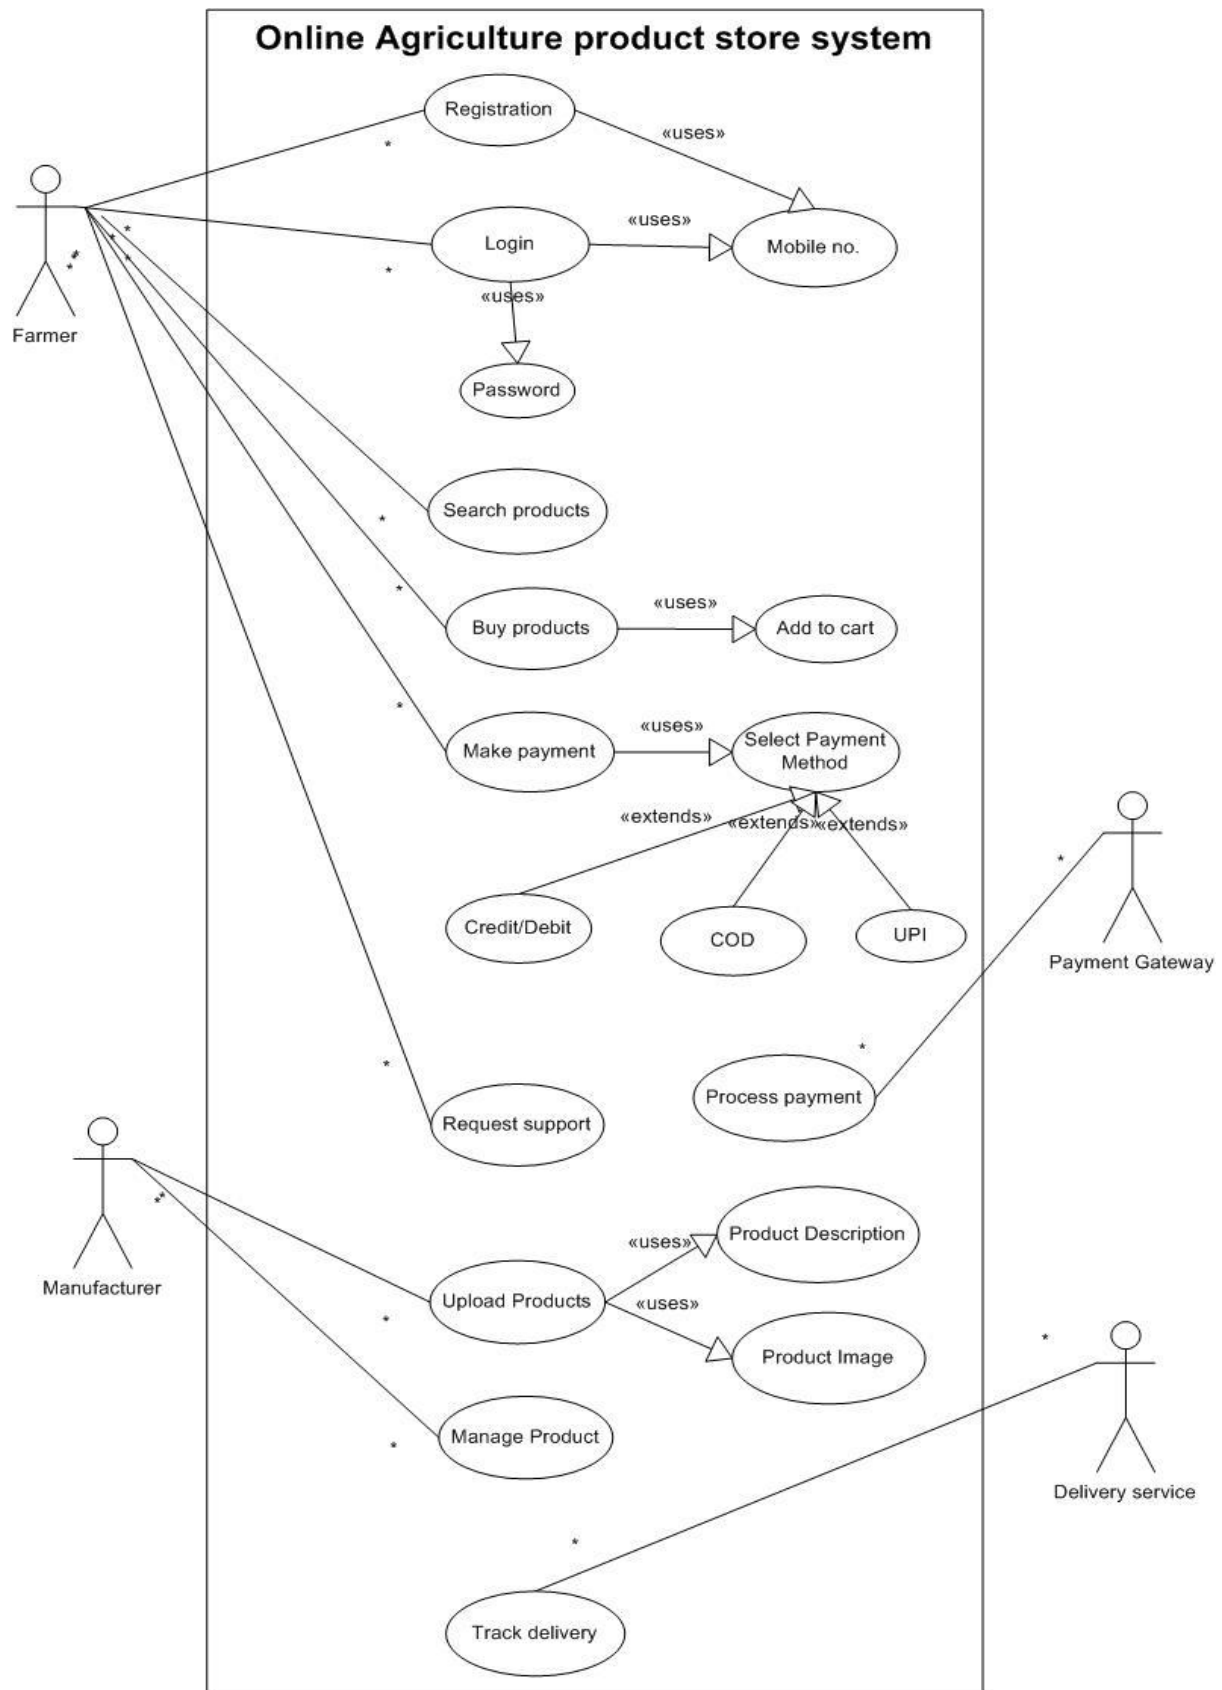 Online Agriculture product store system
Registration
«uses»
*
Farmer
Login
«uses»
Mobile no.
*
*
*
*
*
*
*
«uses»
Password
Search products
*
Buy products
*
«uses»
Add to cart
Make payment
*
«uses»
Select Payment
Method
«extends»
«extends»
«extends»
Credit/Debit
COD
UPI
*
Payment Gateway
*
Process payment
*
Request support
Manufacturer
*
*
Product Description
«uses»
Upload Products
*
«uses»
Product Image
*
Delivery service
Manage Product
*
*
Track delivery